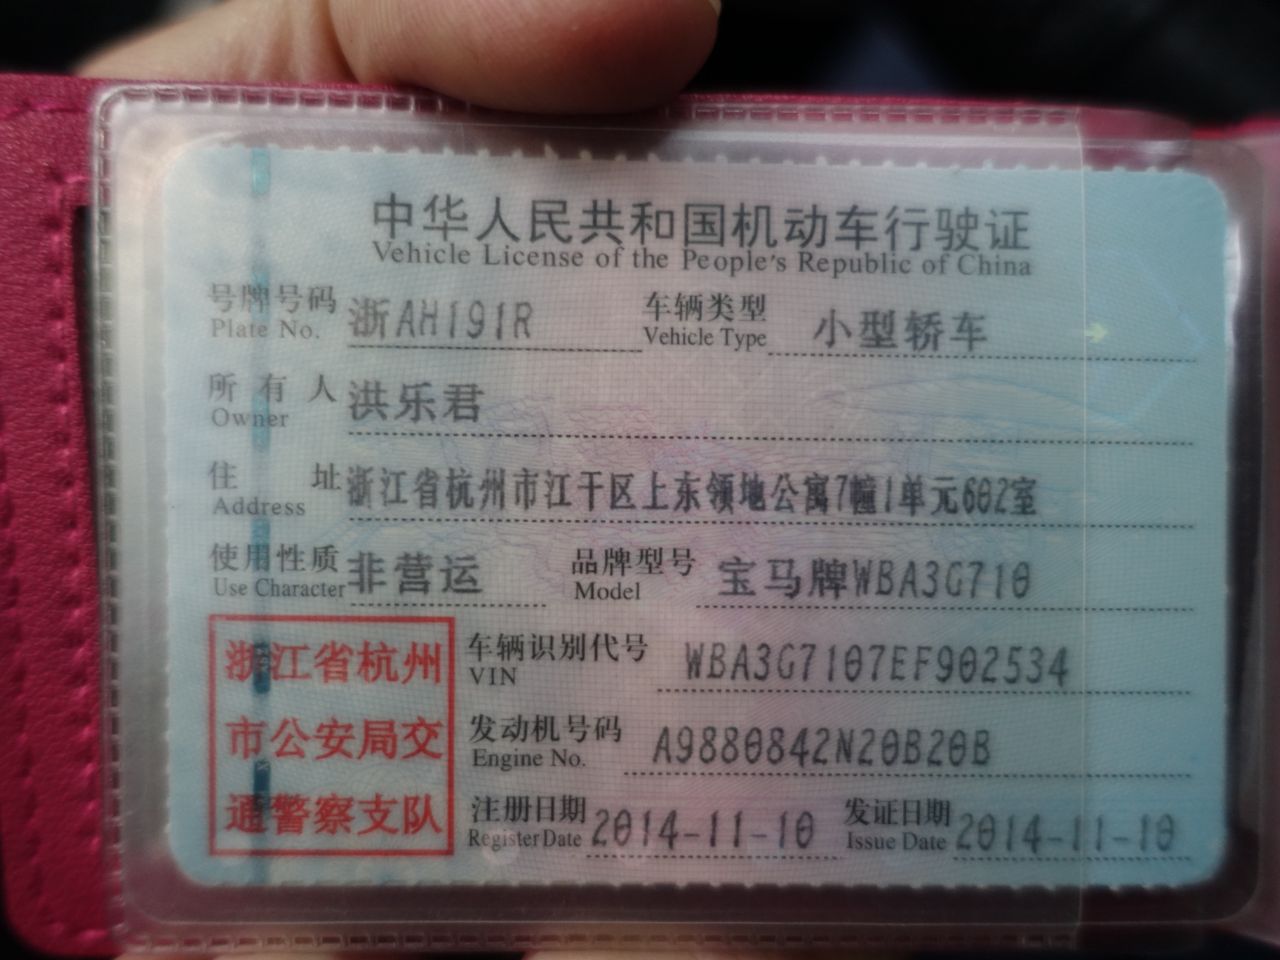 中华人民共和国机动车行驶证
Vehicle License of the People's Republic of China
号牌号码 浙AH191R 车辆类型 小型轿车
Plate No. Vehicle Type
所有人 洪乐君
Owner
住址 浙江省杭州市江干区上东领地公寓7幢1单元602室
Address
使用性质 非营运 品牌型号 宝马牌WBA3G710
Use Character Model
浙江省杭州
市公安局交
通警察支队
车辆识别代号 WBA3G7107EF902534
VIN
发动机号码 A9880842N20B20B
Engine No.
注册日期 2014-11-10 发证日期 2014-11-10
Register Date Issue Date